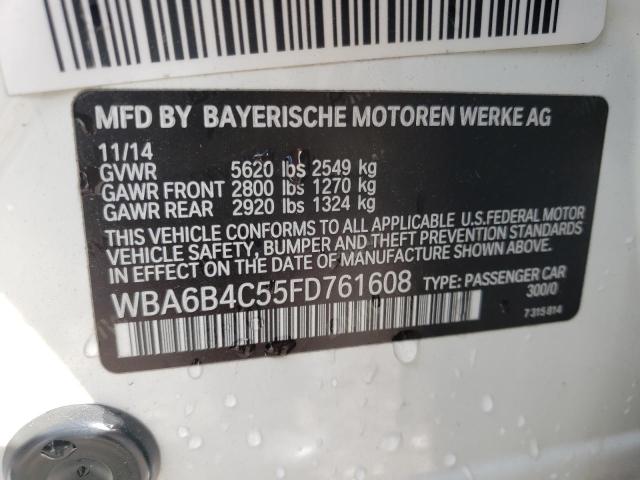 MFD BY BAYERISCHE MOTOREN WERKE AG
11/14
GVWR 5620 lbs 2549 kg
GAWR FRONT 2800 lbs 1270 kg
GAWR REAR 2920 lbs 1324 kg
THIS VEHICLE CONFORMS TO ALL APPLICABLE U.S.FEDERAL MOTOR
VEHICLE SAFETY, BUMPER AND THEFT PREVENTION STANDARDS
IN EFFECT ON THE DATE OF MANUFACTURE SHOWN ABOVE.
WBA6B4C55FD761608 TYPE: PASSENGER CAR
300/0
7315814